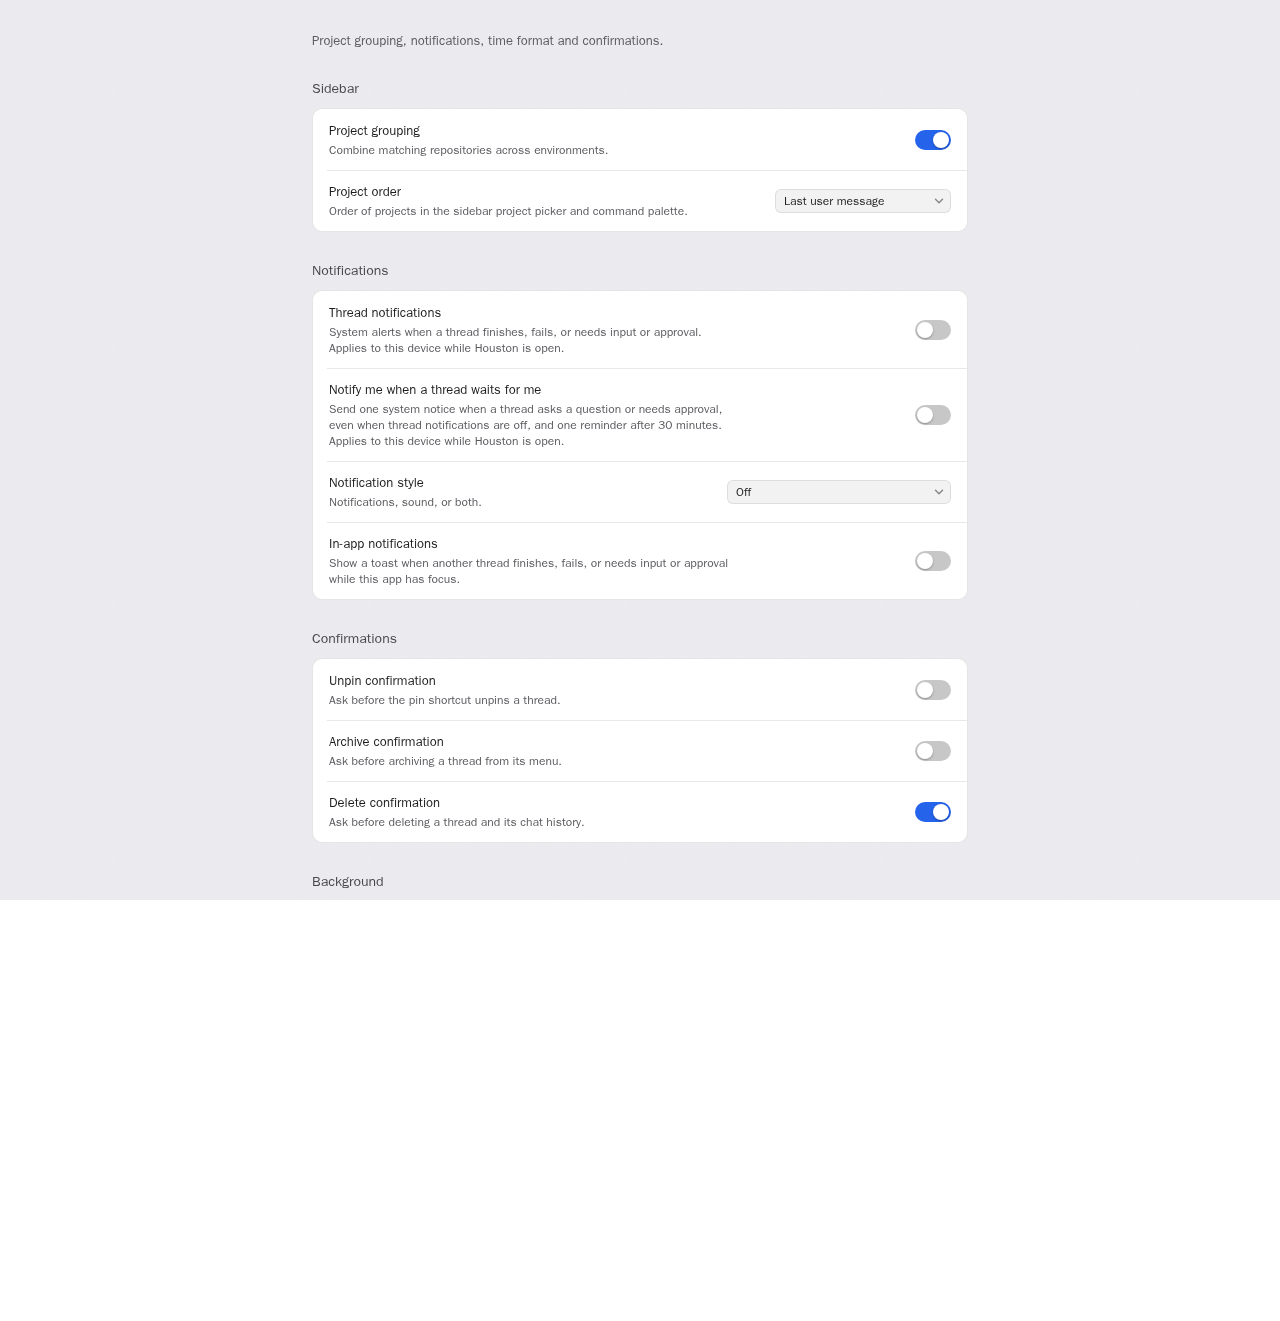 Project grouping, notifications, time format and confirmations.
Sidebar
Project grouping
Combine matching repositories across environments.
Project order
Order of projects in the sidebar project picker and command palette.
Last user message
Notifications
Thread notifications
System alerts when a thread finishes, fails, or needs input or approval.
Applies to this device while Houston is open.
Notify me when a thread waits for me
Send one system notice when a thread asks a question or needs approval,
even when thread notifications are off, and one reminder after 30 minutes.
Applies to this device while Houston is open.
Notification style
Notifications, sound, or both.
Off
In-app notifications
Show a toast when another thread finishes, fails, or needs input or approval
while this app has focus.
Confirmations
Unpin confirmation
Ask before the pin shortcut unpins a thread.
Archive confirmation
Ask before archiving a thread from its menu.
Delete confirmation
Ask before deleting a thread and its chat history.
Background